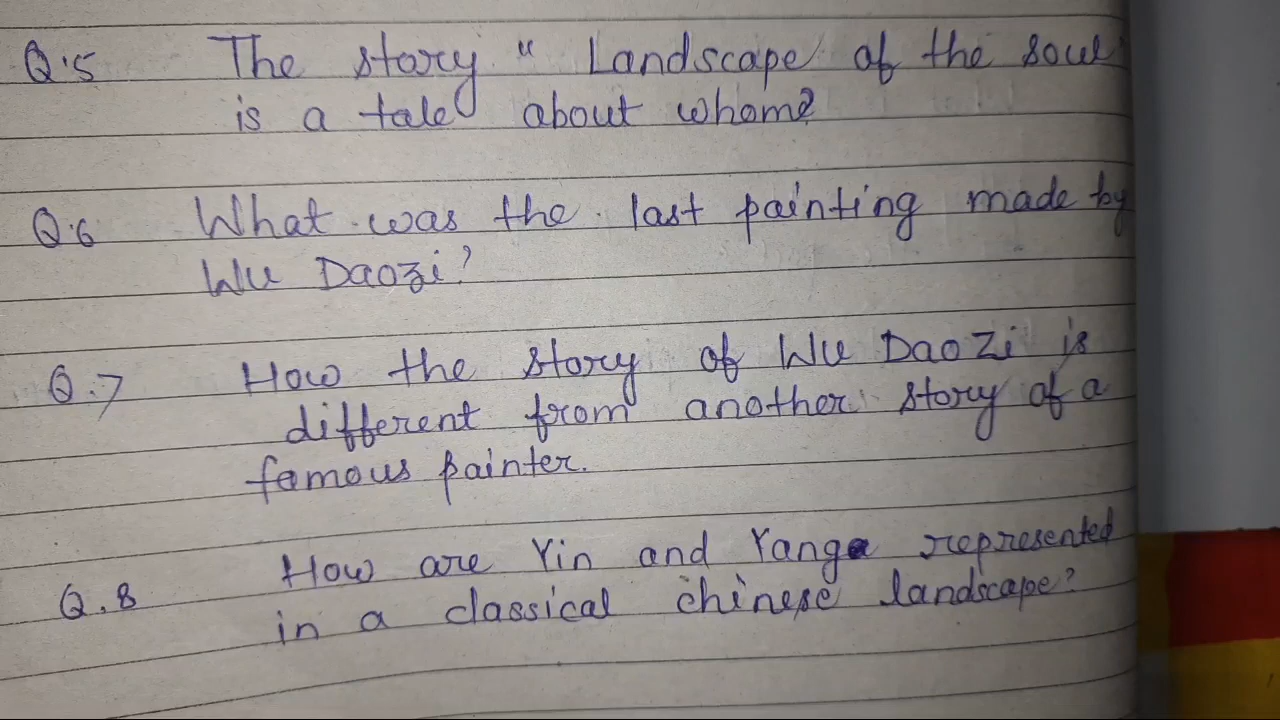 Q.5 The story " Landscape of the soul
is a tale about whom?
Q.6 What was the last painting made by
Wu Daozi?
Q.7 How the story of Wu DaoZi is
different from another story of a
famous painter.
Q.8 How are Yin and Yang represented
in a classical chinese landscape?